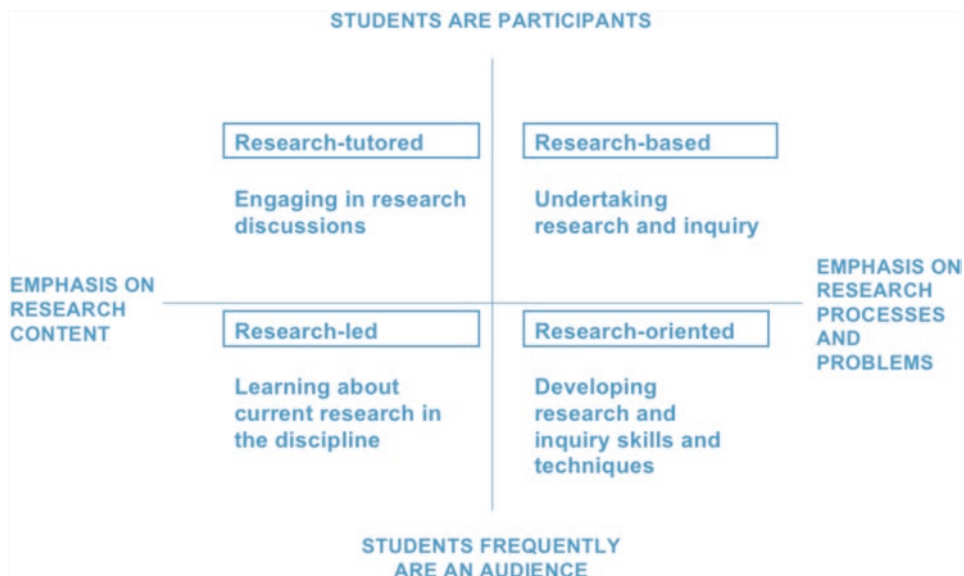 STUDENTS ARE PARTICIPANTS
Research-tutored
Engaging in research
discussions
Research-based
Undertaking
research and inquiry
EMPHASIS ON
RESEARCH
CONTENT
EMPHASIS ON
RESEARCH
PROCESSES
AND
PROBLEMS
Research-led
Learning about
current research in
the discipline
Research-oriented
Developing
research and
inquiry skills and
techniques
STUDENTS FREQUENTLY
ARE AN AUDIENCE